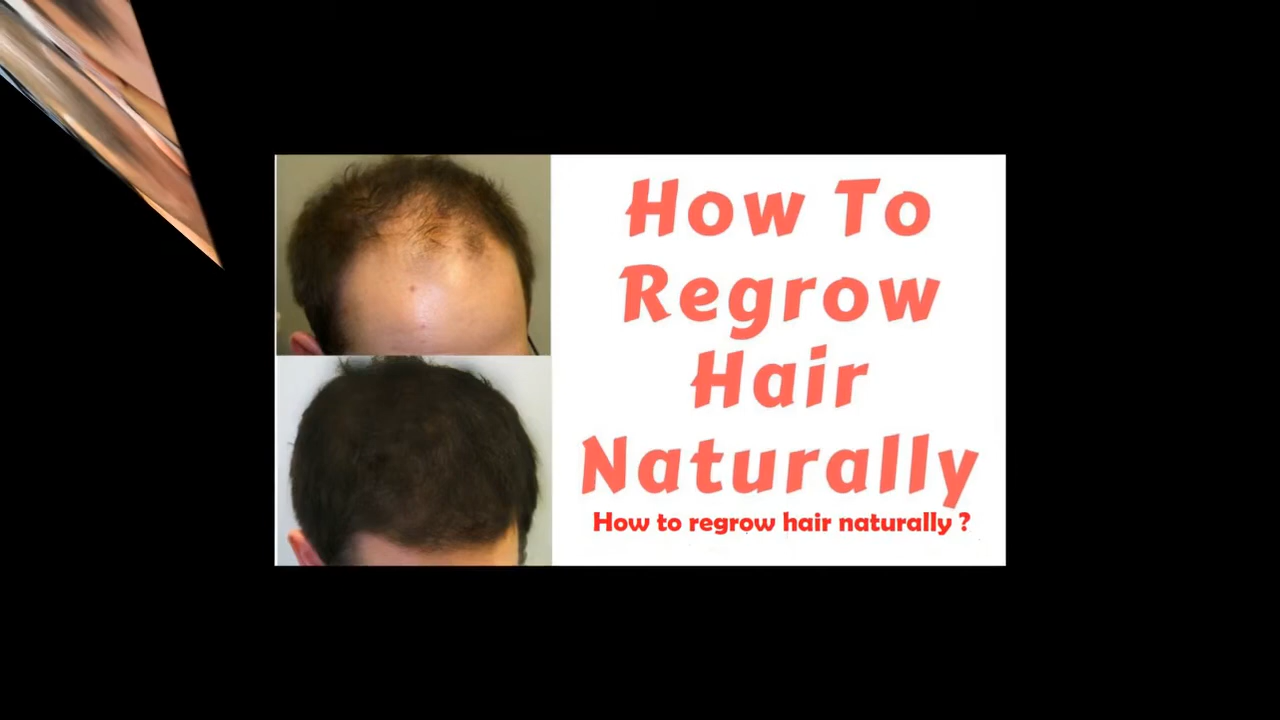 How To
Regrow
Hair
Naturally
How to regrow hair naturally ?